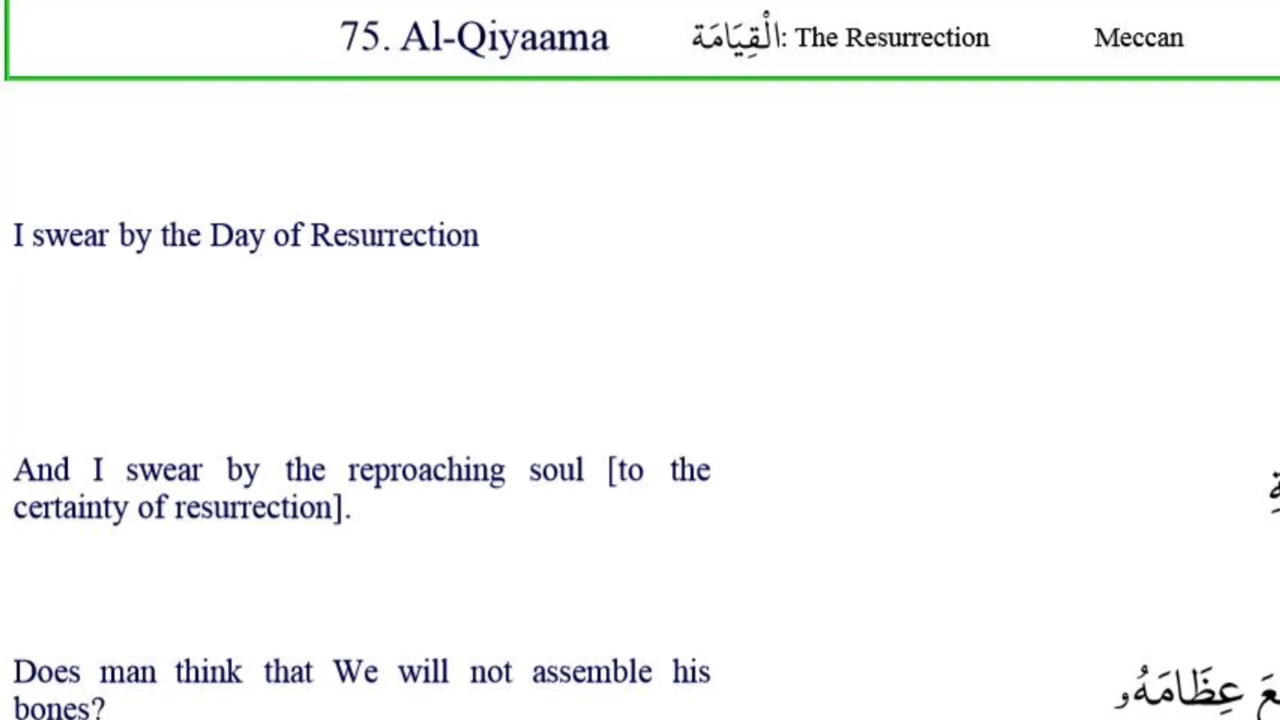 75. Al-Qiyaama الْقِيَامَة: The Resurrection Meccan
I swear by the Day of Resurrection
And I swear by the reproaching soul [to the
certainty of resurrection].
Does man think that We will not assemble his
عِظَامَهُۥ
bones?